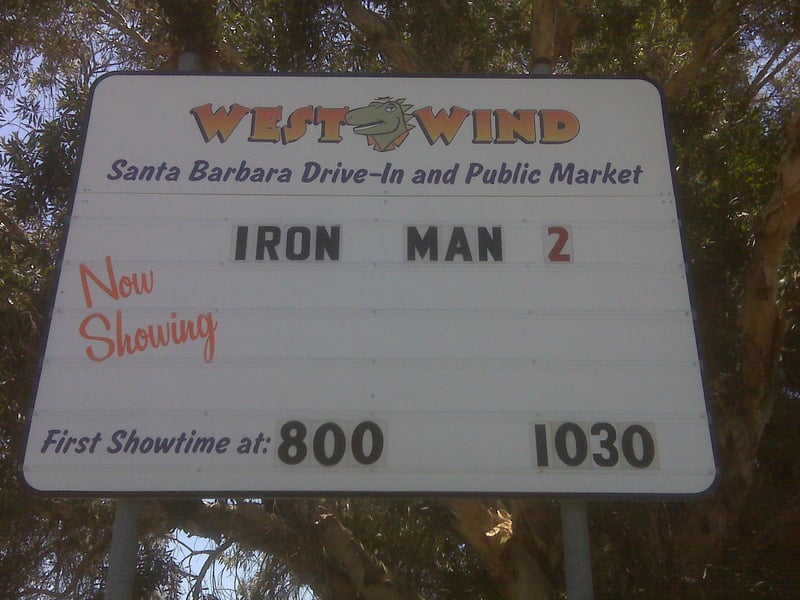 WEST WIND
Santa Barbara Drive-In and Public Market
IRON MAN 2
Now
Showing
First Showtime at: 800 1030